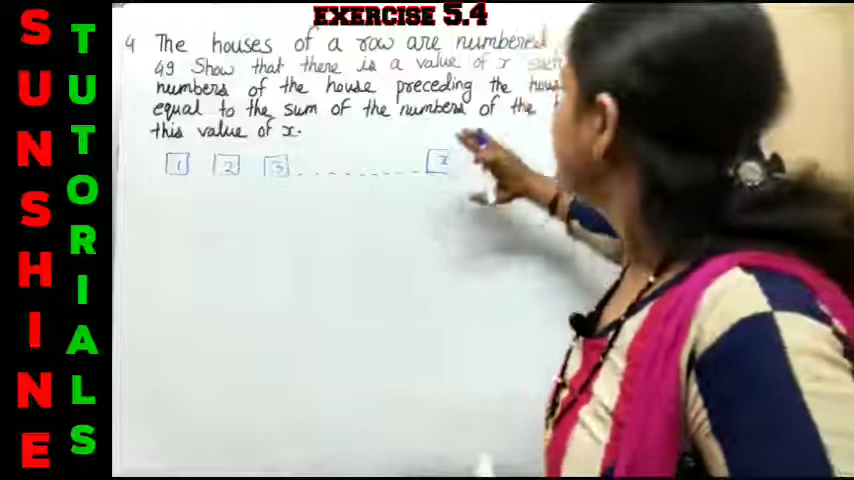 EXERCISE 5.4
SUNSHINE
TUTORIALS
4 The houses of a row are numbered
49 Show that there is a value of x such
numbers of the house preceding the
equal to the sum of the numbers of the
this value of x.
1 2 3 - - - - - - - - - x